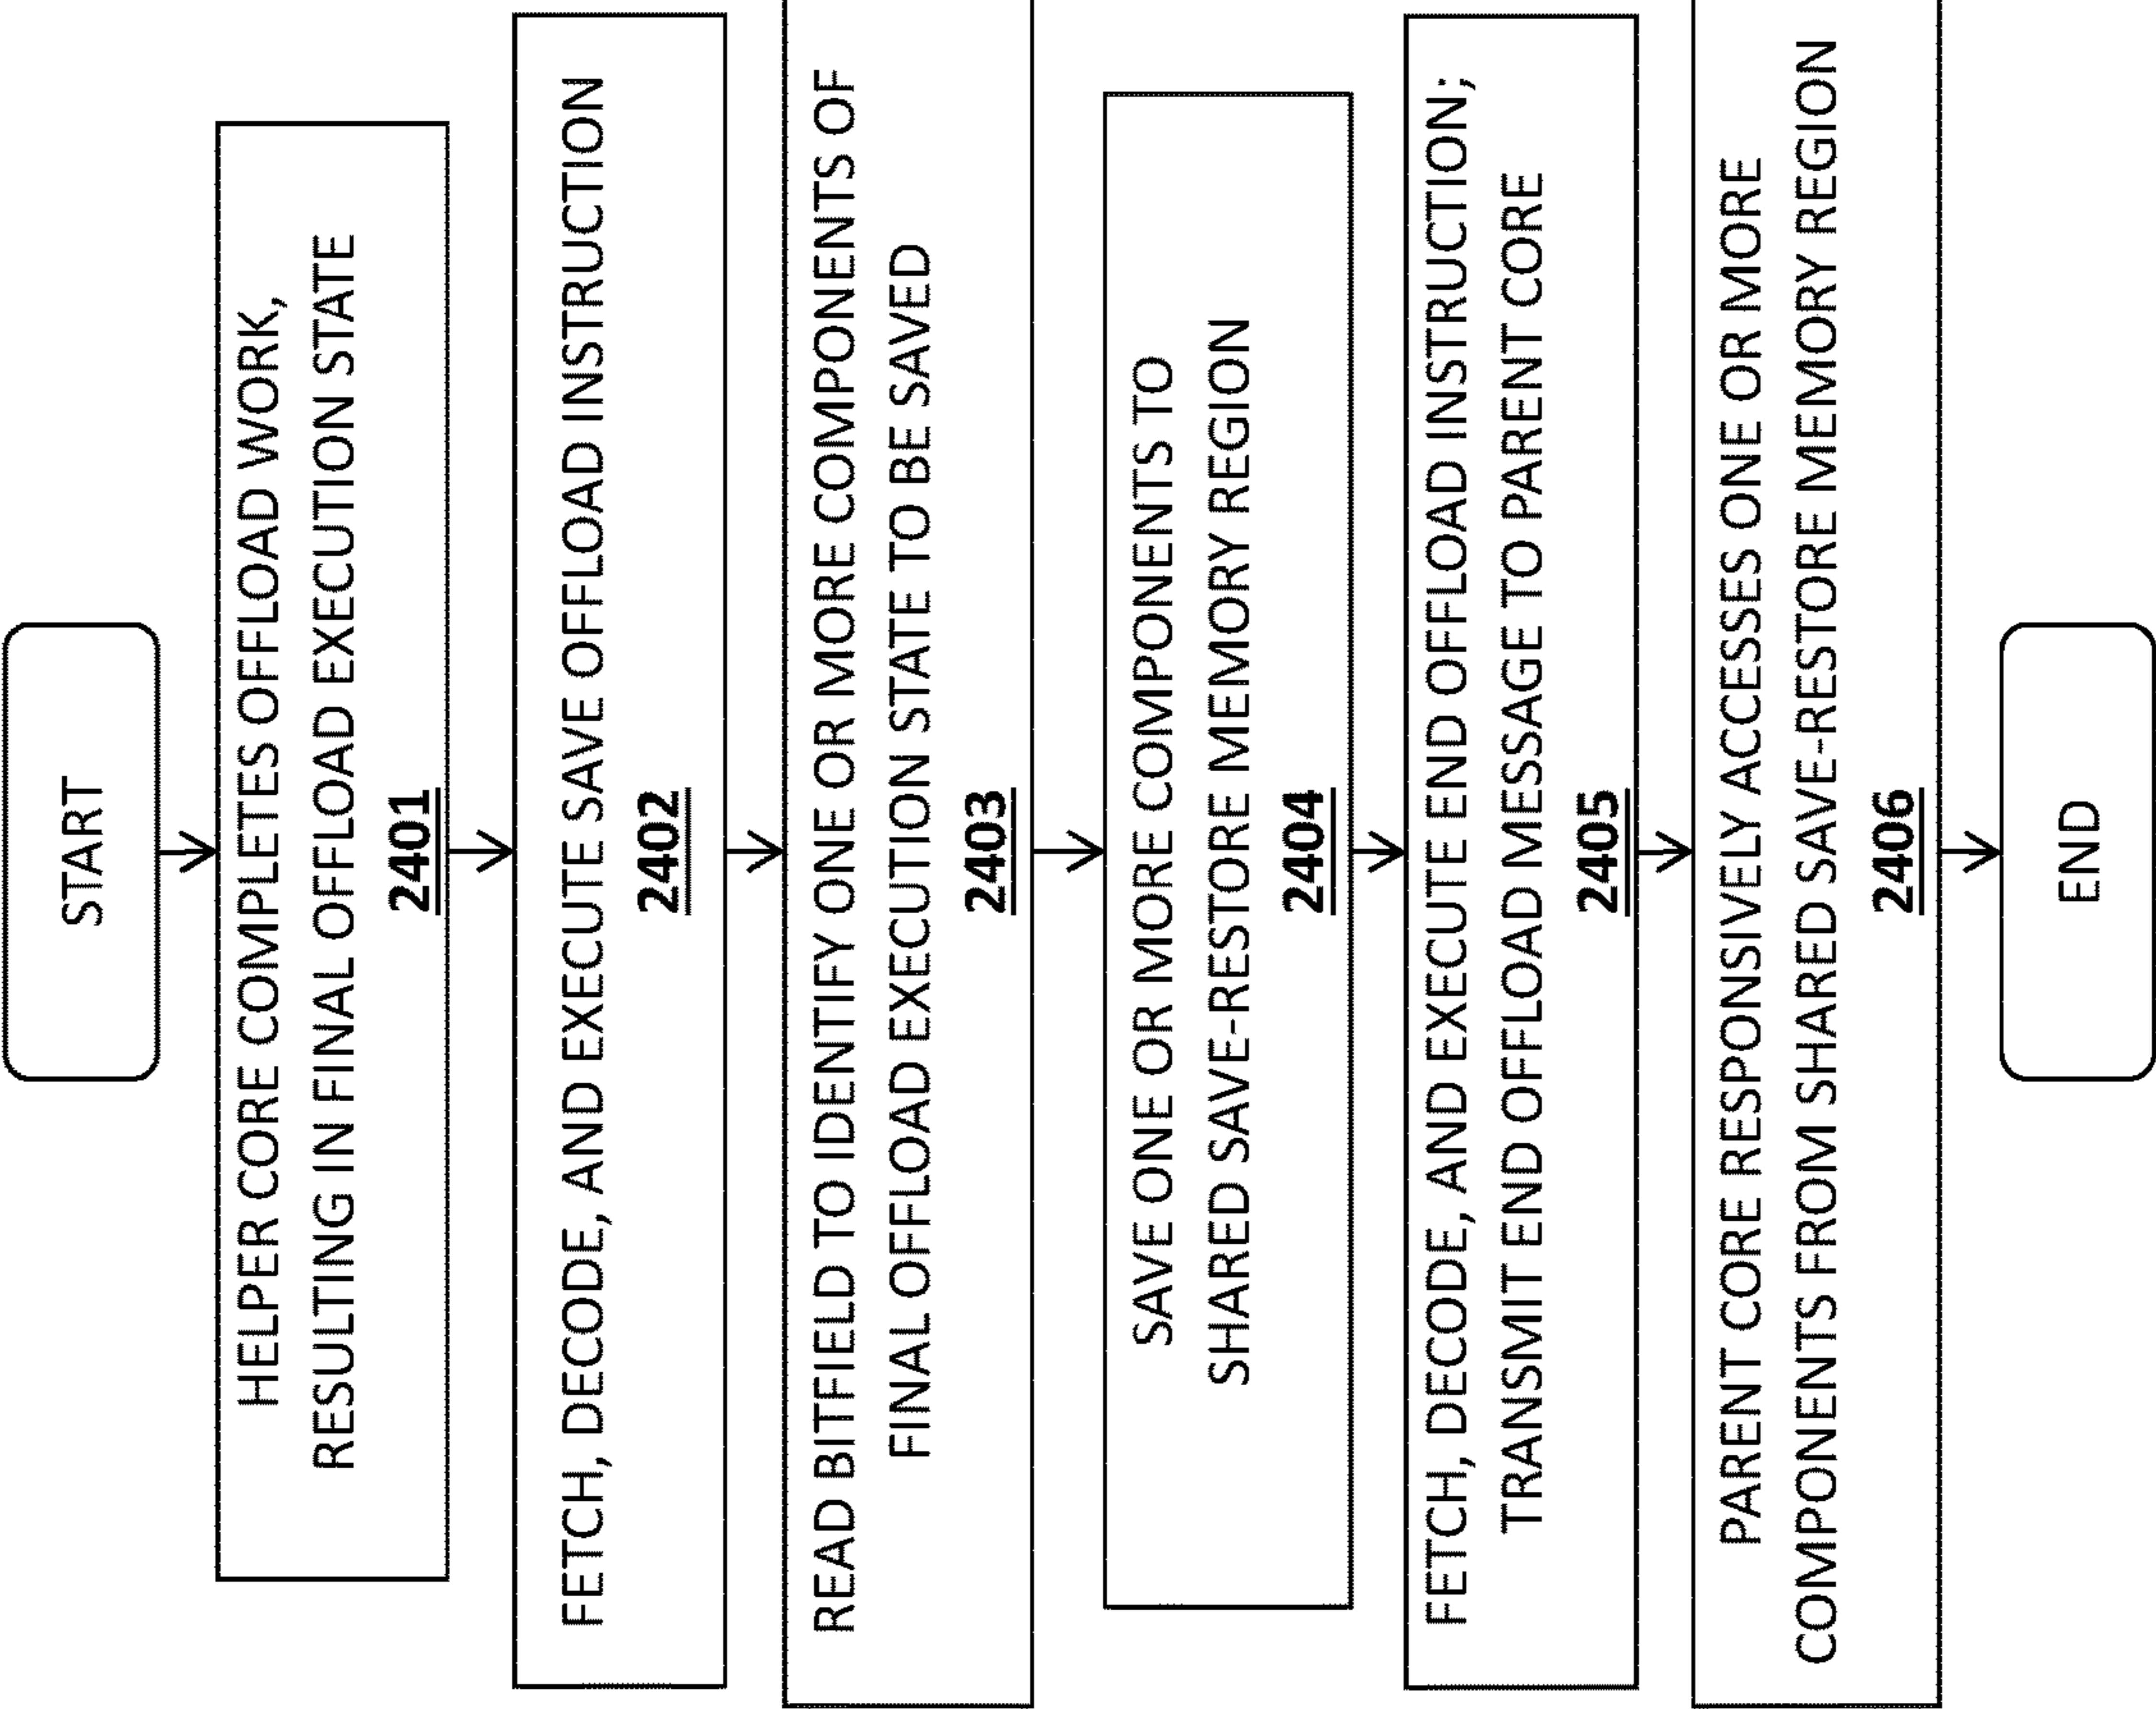 START
HELPER CORE COMPLETES OFFLOAD WORK,
RESULTING IN FINAL OFFLOAD EXECUTION STATE
2401
FETCH, DECODE, AND EXECUTE SAVE OFFLOAD INSTRUCTION
2402
READ BITFIELD TO IDENTIFY ONE OR MORE COMPONENTS OF
FINAL OFFLOAD EXECUTION STATE TO BE SAVED
2403
SAVE ONE OR MORE COMPONENTS TO
SHARED SAVE-RESTORE MEMORY REGION
2404
FETCH, DECODE, AND EXECUTE END OFFLOAD INSTRUCTION;
TRANSMIT END OFFLOAD MESSAGE TO PARENT CORE
2405
PARENT CORE RESPONSIVELY ACCESSES ONE OR MORE
COMPONENTS FROM SHARED SAVE-RESTORE MEMORY REGION
2406
END